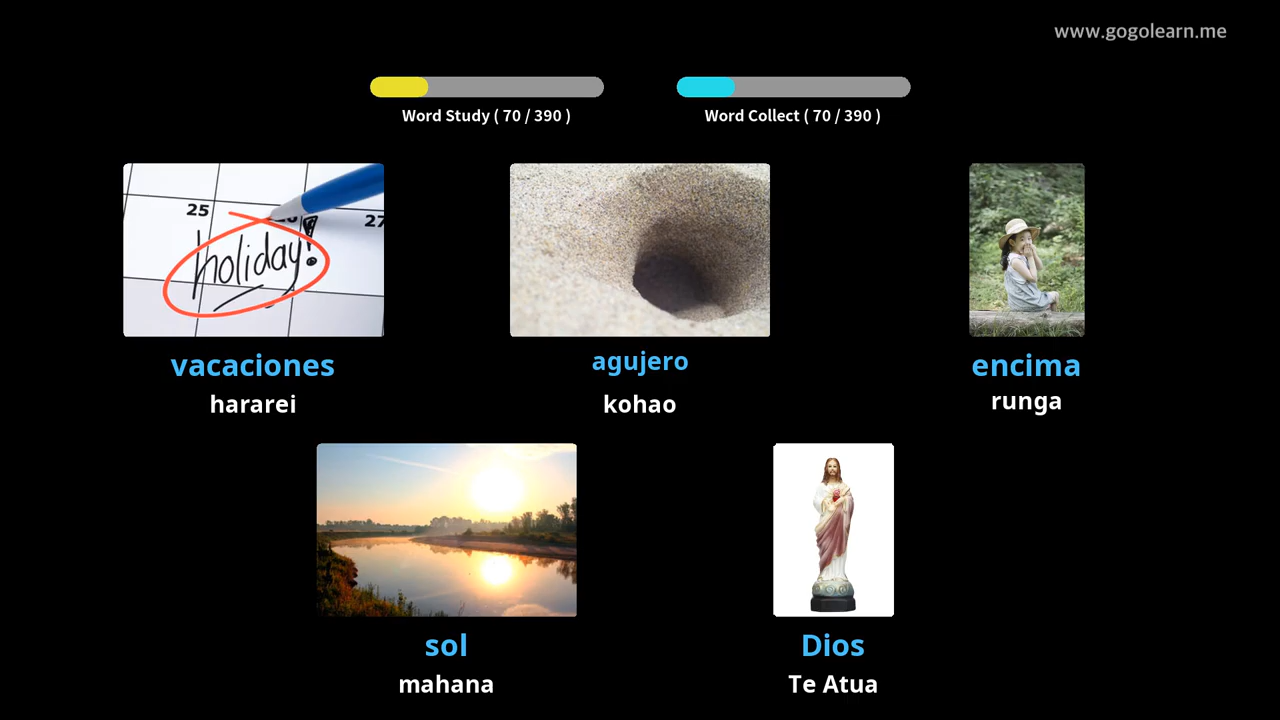 www.gogolearn.me
Word Study ( 70 / 390 )
Word Collect ( 70 / 390 )
25
27
holiday!
vacaciones
hararei
agujero
kohao
encima
runga
sol
mahana
Dios
Te Atua